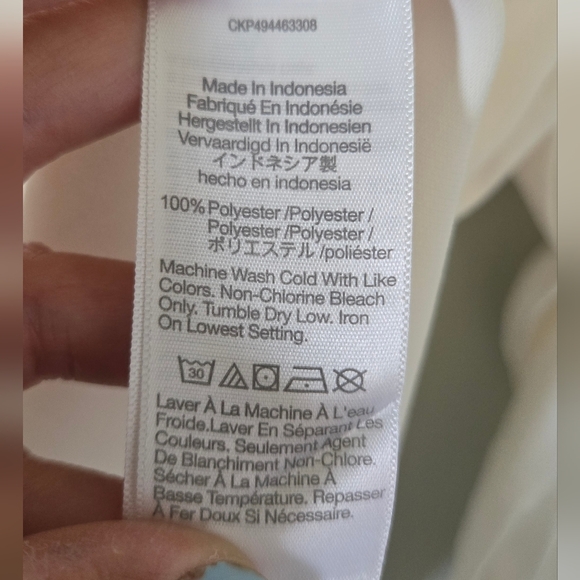 CKP494463308
Made In Indonesia
Fabriqué En Indonésie
Hergestellt In Indonesien
Vervaardigd In Indonesië
インドネシア製
hecho en indonesia
100% Polyester /Polyester /
Polyester /Polyester /
ポリエステル /poliéster
Machine Wash Cold With Like
Colors. Non-Chlorine Bleach
Only. Tumble Dry Low. Iron
On Lowest Setting.
30
Laver À La Machine À L'eau
Froide.Laver En Séparant Les
Couleurs. Seulement Agent
De Blanchiment Non-Chlore.
Sécher À La Machine À
Basse Température. Repasser
À Fer Doux Si Nécessaire.